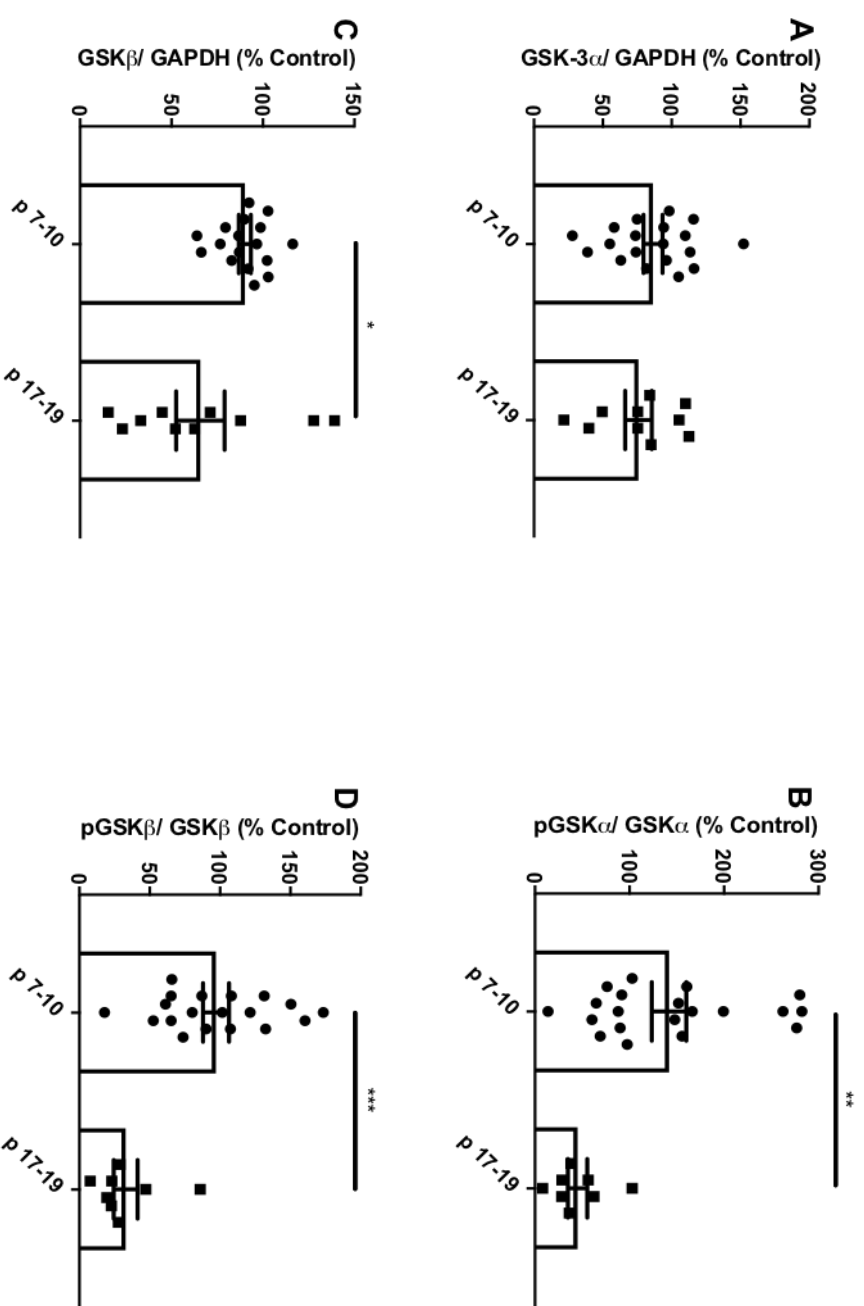 A
GSK-3α/ GAPDH (% Control)
200
150
100
50
0
p 7-10
p 17-19
B
pGSKα/ GSKα (% Control)
300
200
100
0
**
p 7-10
p 17-19
C
GSKβ/ GAPDH (% Control)
150
100
50
0
*
p 7-10
p 17-19
D
pGSKβ/ GSKβ (% Control)
200
150
100
50
0
***
p 7-10
p 17-19